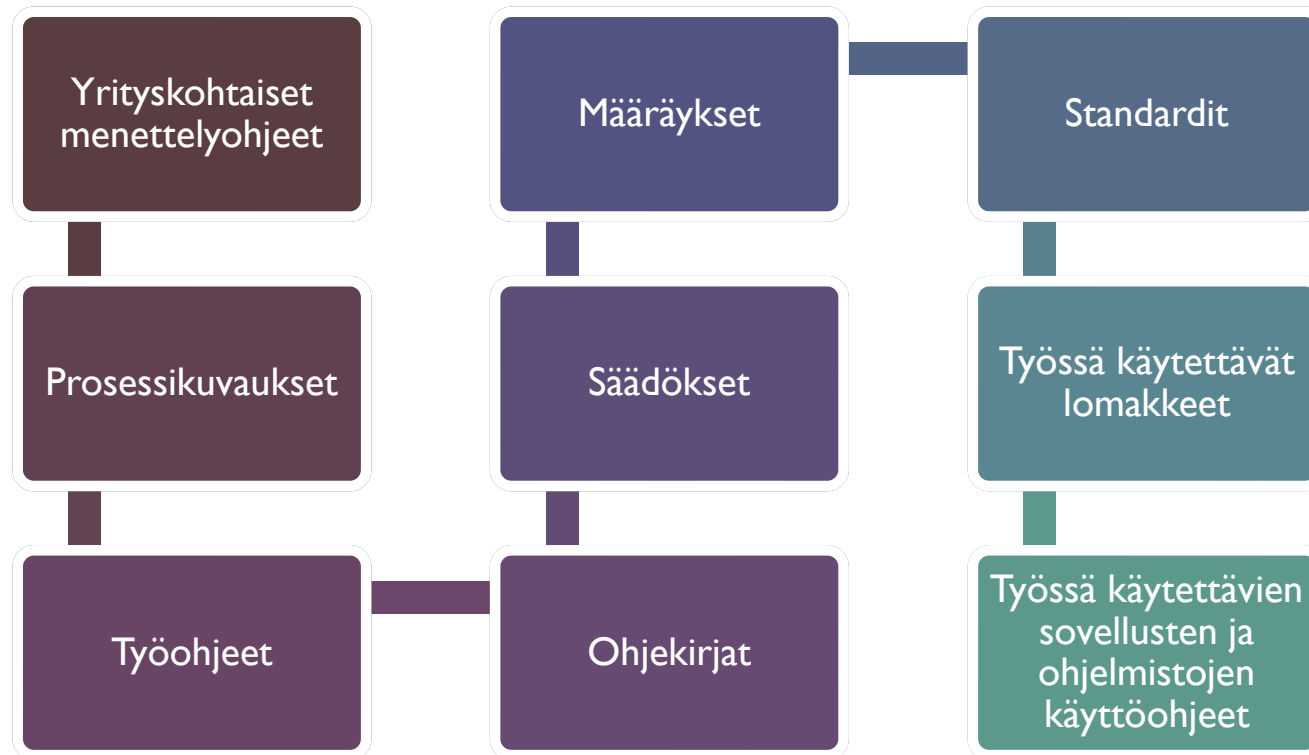 Yrityskohtaiset
menettelyohjeet
Prosessikuvaukset
Työohjeet
Ohjekirjat
Säädökset
Määräykset
Standardit
Työssä käytettävät
lomakkeet
Työssä käytettävien
sovellusten ja
ohjelmistojen
käyttöohjeet